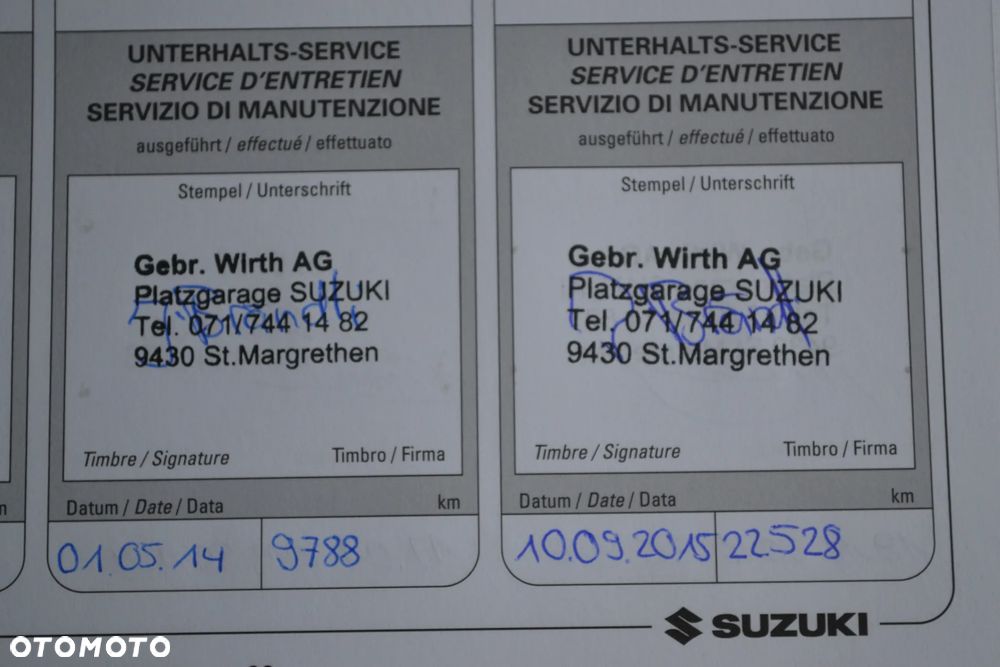 UNTERHALTS-SERVICE
SERVICE D'ENTRETIEN
SERVIZIO DI MANUTENZIONE
ausgeführt / effectué / effettuato
Stempel / Unterschrift
Gebr. Wirth AG
Platzgarage SUZUKI
Tel. 071/744 14 82
9430 St.Margrethen
Timbre / Signature Timbro / Firma
Datum / Date / Data km
01.05.14 9788
UNTERHALTS-SERVICE
SERVICE D'ENTRETIEN
SERVIZIO DI MANUTENZIONE
ausgeführt / effectué / effettuato
Stempel / Unterschrift
Gebr. Wirth AG
Platzgarage SUZUKI
Tel. 071/744 14 82
9430 St.Margrethen
Timbre / Signature Timbro / Firma
Datum / Date / Data km
10.09.2015 22528
SUZUKI
OTOMOTO